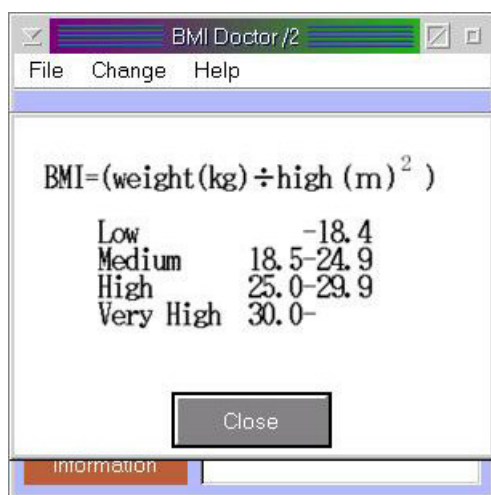 BMI Doctor /2
File Change Help
BMI=(weight(kg)÷high (m)² )
Low -18.4
Medium 18.5-24.9
High 25.0-29.9
Very High 30.0-
Close
Information